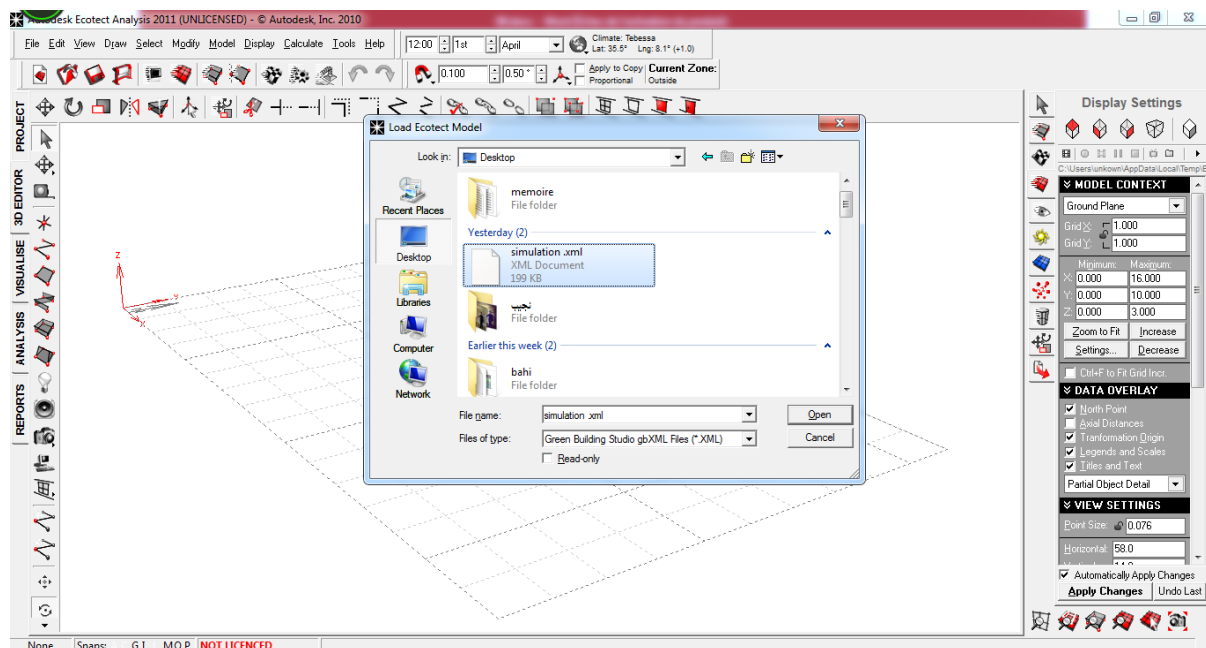 Autodesk Ecotect Analysis 2011 (UNLICENSED) - © Autodesk, Inc. 2010
File Edit View Draw Select Modify Model Display Calculate Tools Help
12:00 1st April
Climate: Tebessa
Lat: 35.5° Lng: 8.1° (+1.0)
0.100 0.50 °
Apply to Copy
Proportional
Current Zone:
Outside
PROJECT
3D EDITOR
VISUALISE
ANALYSIS
REPORTS
Z
Y
X
Load Ecotect Model
Look in: Desktop
Recent Places
Desktop
Libraries
Computer
Network
memoire
File folder
Yesterday (2)
simulation .xml
XML Document
199 KB
نجيب
File folder
Earlier this week (2)
bahi
File folder
File name: simulation .xml Open
Files of type: Green Building Studio gbXML Files (*.XML) Cancel
Read-only
Display Settings
C:\Users\unkown\AppData\Local\Temp\E
MODEL CONTEXT
Ground Plane
Grid X: 1.000
Grid Y: 1.000
Minimum: Maximum:
X: 0.000 16.000
Y: 0.000 10.000
Z: 0.000 3.000
Zoom to Fit Increase
Settings... Decrease
Ctrl+F to Fit Grid Incr.
DATA OVERLAY
North Point
Axial Distances
Tranformation Origin
Legends and Scales
Titles and Text
Partial Object Detail
VIEW SETTINGS
Point Size: 0.076
Horizontal: 58.0
Automatically Apply Changes
Apply Changes Undo Last
None Snaps: G I M O P NOT LICENCED